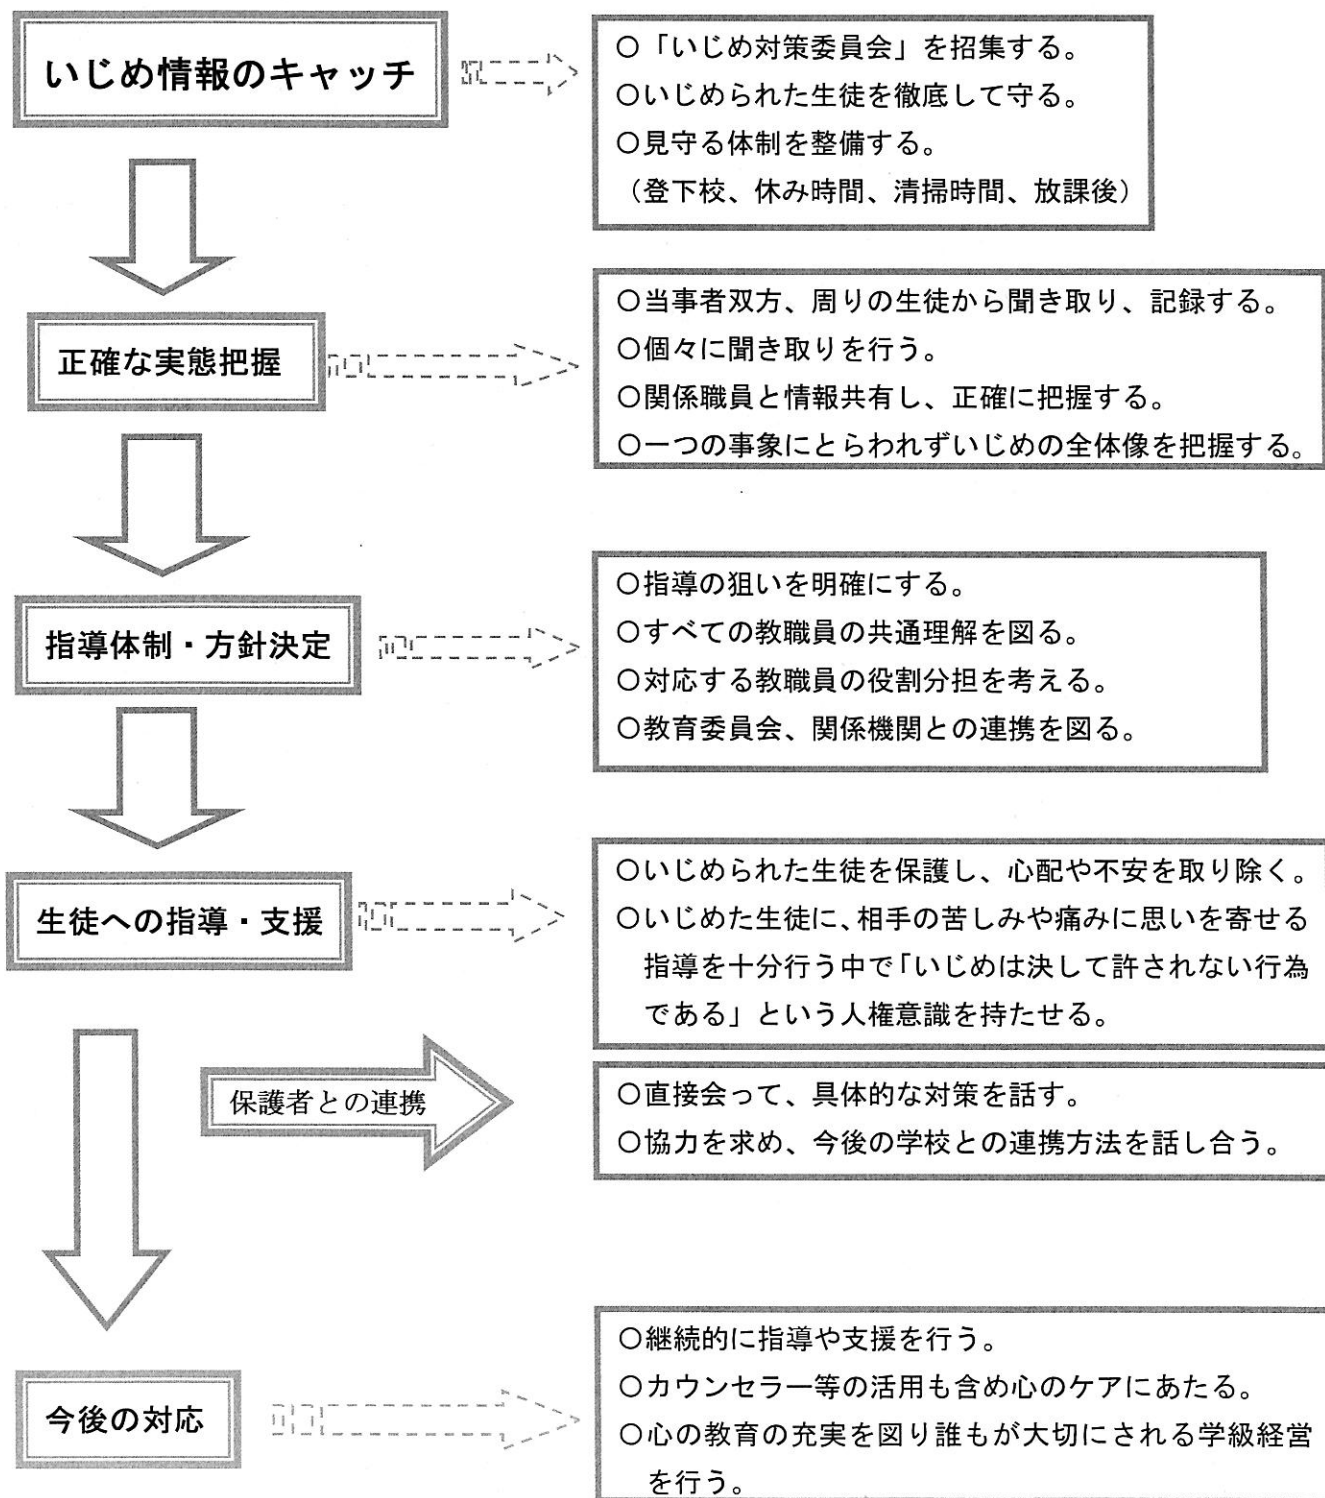 いじめ情報のキャッチ
○「いじめ対策委員会」を招集する。
○いじめられた生徒を徹底して守る。
○見守る体制を整備する。
（登下校、休み時間、清掃時間、放課後）
正確な実態把握
○当事者双方、周りの生徒から聞き取り、記録する。
○個々に聞き取りを行う。
○関係職員と情報共有し、正確に把握する。
○一つの事象にとらわれずいじめの全体像を把握する。
指導体制・方針決定
○指導の狙いを明確にする。
○すべての教職員の共通理解を図る。
○対応する教職員の役割分担を考える。
○教育委員会、関係機関との連携を図る。
生徒への指導・支援
○いじめられた生徒を保護し、心配や不安を取り除く。
○いじめた生徒に、相手の苦しみや痛みに思いを寄せる
指導を十分行う中で「いじめは決して許されない行為
である」という人権意識を持たせる。
保護者との連携
○直接会って、具体的な対策を話す。
○協力を求め、今後の学校との連携方法を話し合う。
今後の対応
○継続的に指導や支援を行う。
○カウンセラー等の活用も含め心のケアにあたる。
○心の教育の充実を図り誰もが大切にされる学級経営
を行う。